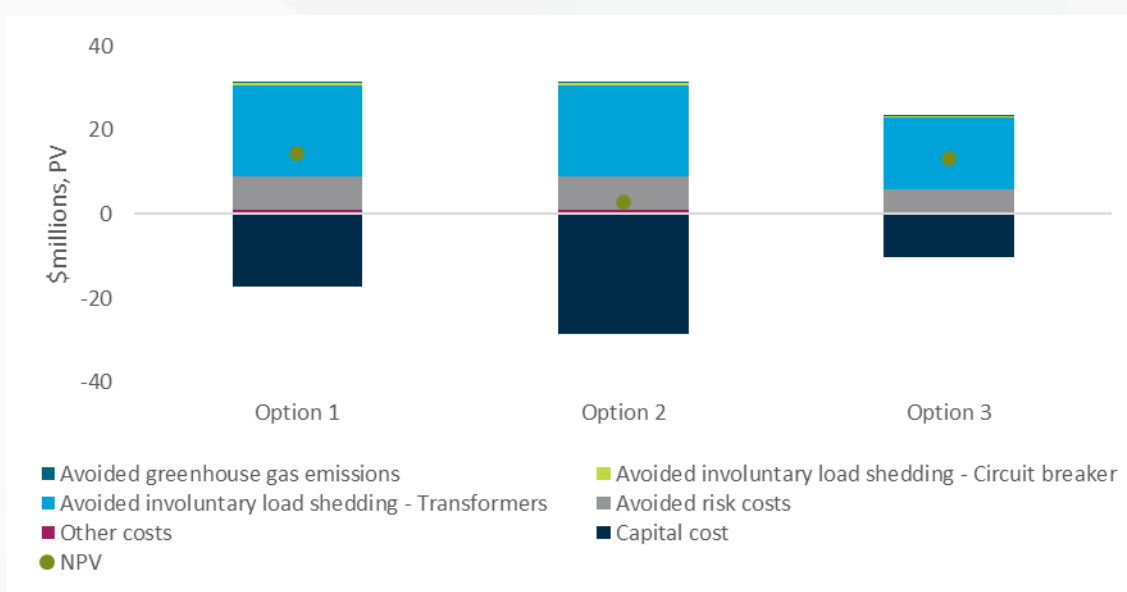 40
20
0
-20
-40
$millions, PV
Option 1
Option 2
Option 3
Avoided greenhouse gas emissions
Avoided involuntary load shedding - Circuit breaker
Avoided involuntary load shedding - Transformers
Avoided risk costs
Other costs
Capital cost
NPV